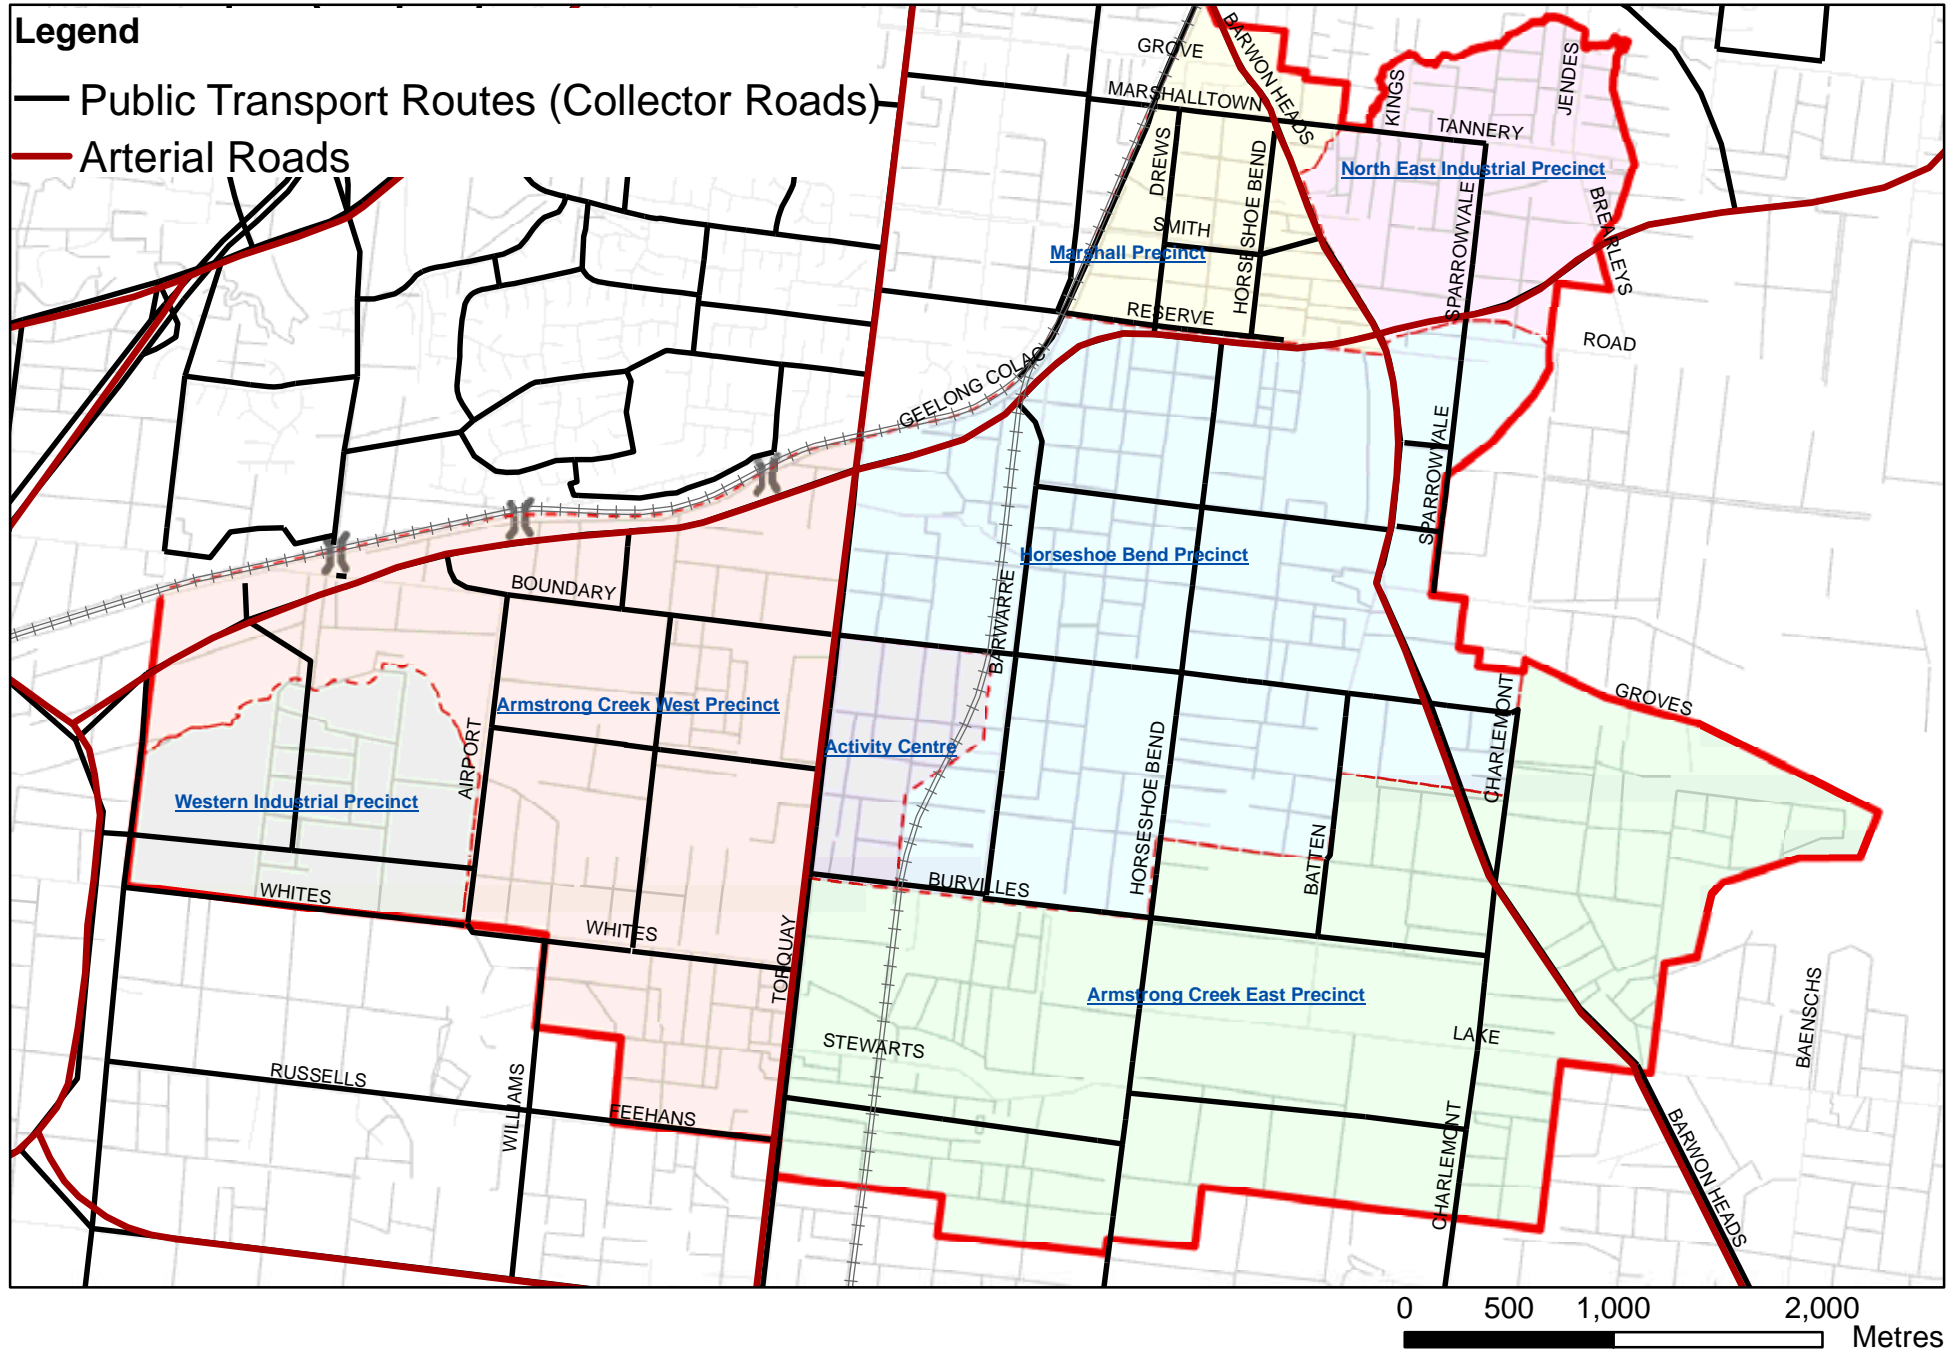 Legend
Public Transport Routes (Collector Roads)
Arterial Roads
GROVE
BARWON HEADS
MARSHALLTOWN
KINGS
JENDES
TANNERY
DREWS
HORSESHOE BEND
North East Industrial Precinct
SPARROWVALE
BREARLEYS
SMITH
Marshall Precinct
RESERVE
ROAD
GEELONG COLAC
SPARROWVALE
Horseshoe Bend Precinct
BOUNDARY
BARWARRE
Armstrong Creek West Precinct
CHARLEMONT
GROVES
AIRPORT
Activity Centre
HORSESHOE BEND
Western Industrial Precinct
BATTEN
WHITES
BURVILLES
WHITES
TORQUAY
Armstrong Creek East Precinct
BAENSCHS
STEWARTS
LAKE
RUSSELLS
WILLIAMS
FEEHANS
CHARLEMONT
BARWON HEADS
0 500 1,000 2,000
Metres